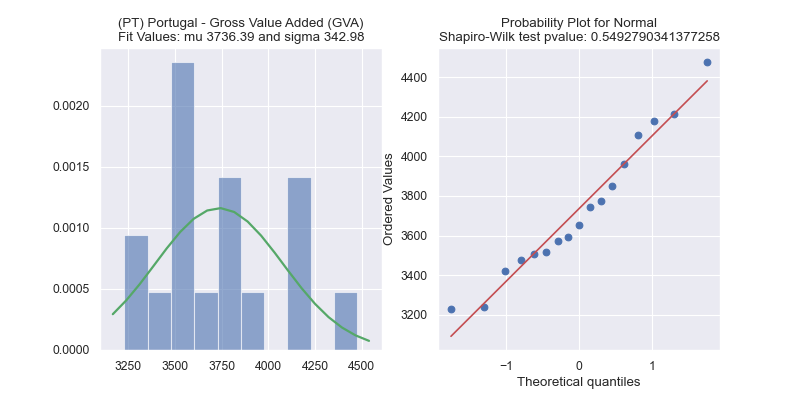 (PT) Portugal - Gross Value Added (GVA)
Fit Values: mu 3736.39 and sigma 342.98
0.0020
0.0015
0.0010
0.0005
0.0000
3250 3500 3750 4000 4250 4500
Probability Plot for Normal
Shapiro-Wilk test pvalue: 0.5492790341377258
Ordered Values
4400
4200
4000
3800
3600
3400
3200
−1 0 1
Theoretical quantiles